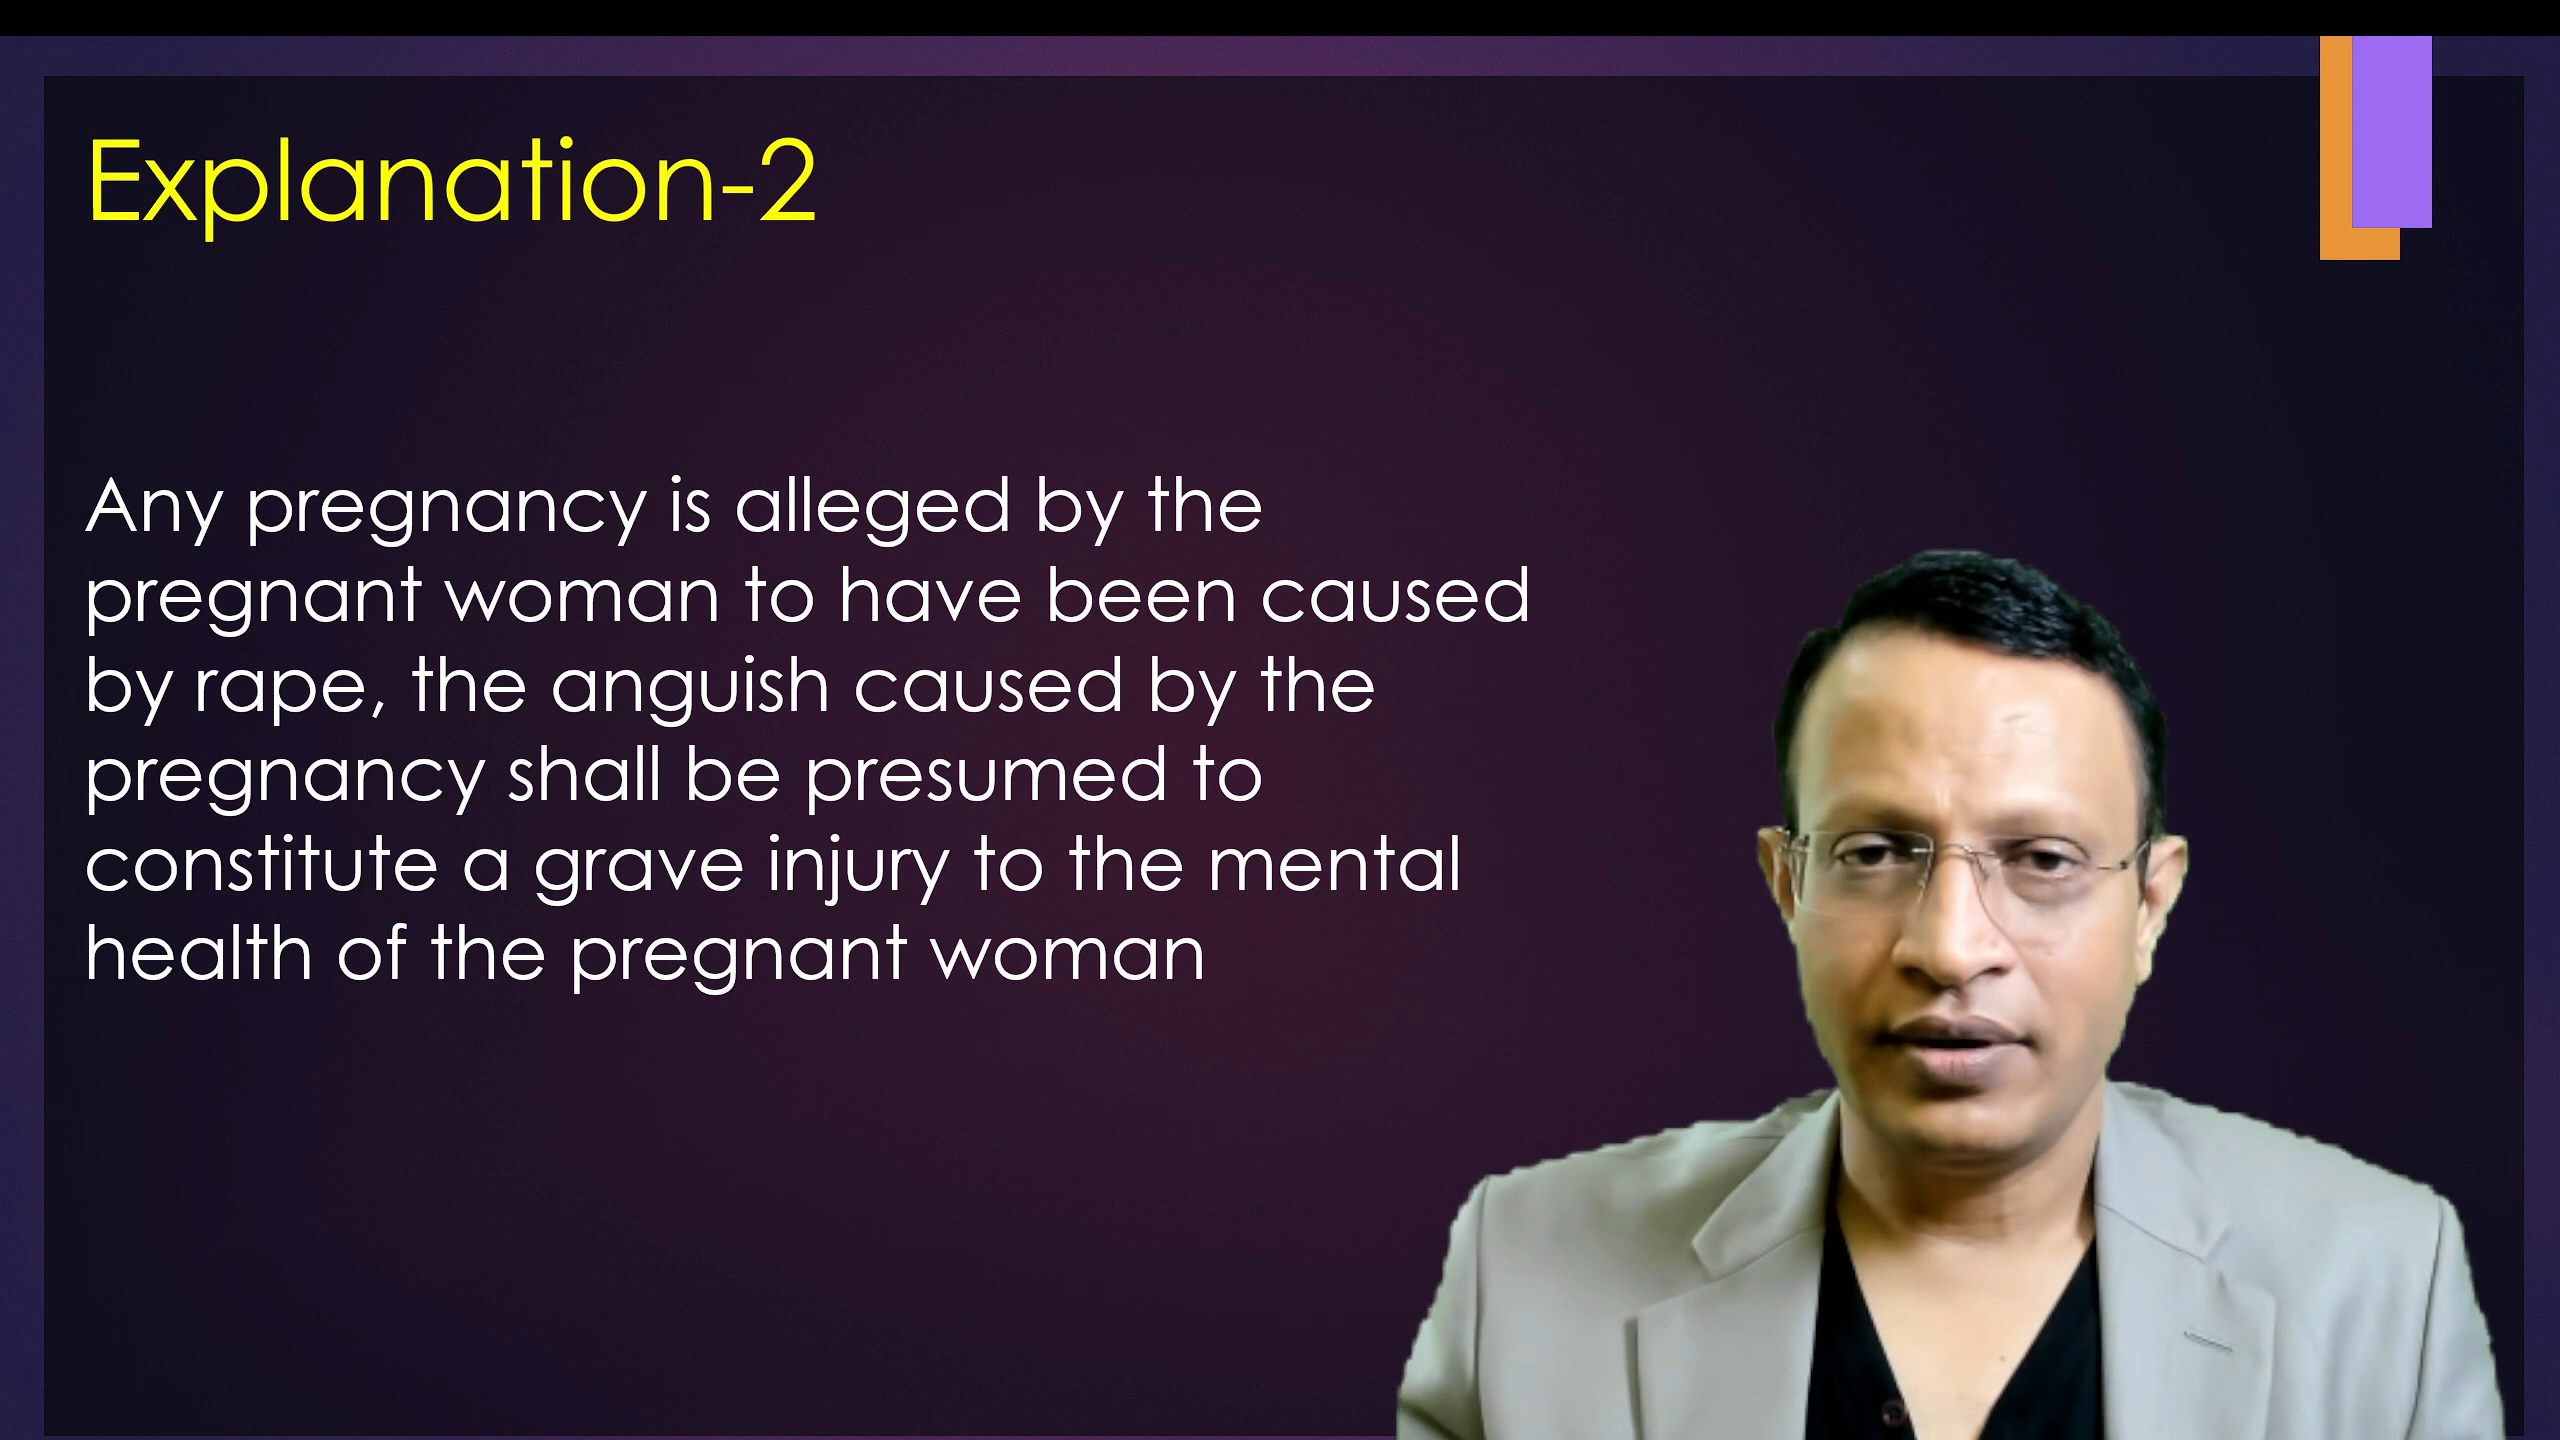 Explanation-2
Any pregnancy is alleged by the
pregnant woman to have been caused
by rape, the anguish caused by the
pregnancy shall be presumed to
constitute a grave injury to the mental
health of the pregnant woman